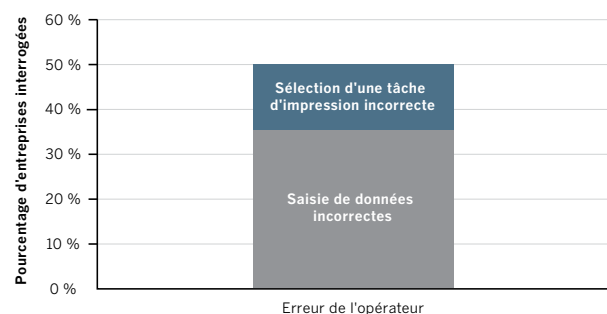 Pourcentage d'entreprises interrogées
60 %
50 %
40 %
30 %
20 %
10 %
0 %
Sélection d'une tâche
d'impression incorrecte
Saisie de données
incorrectes
Erreur de l'opérateur